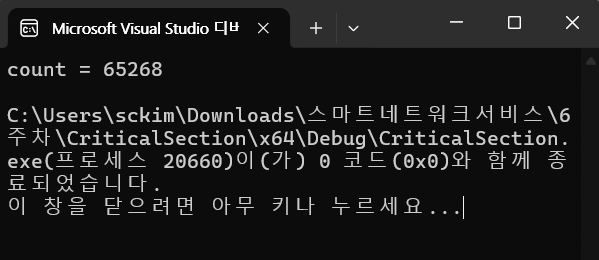 Microsoft Visual Studio 디버
count = 65268
C:\Users\sckim\Downloads\스마트네트워크서비스\6
주차\CriticalSection\x64\Debug\CriticalSection.
exe(프로세스 20660)이(가) 0 코드(0x0)와 함께 종
료되었습니다.
이 창을 닫으려면 아무 키나 누르세요...